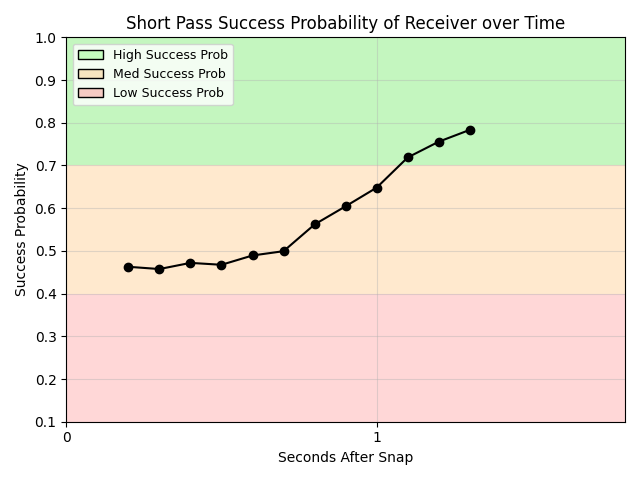 Short Pass Success Probability of Receiver over Time
1.0
High Success Prob
Med Success Prob
Low Success Prob
0.9
0.8
0.7
0.6
0.5
0.4
0.3
0.2
0.1
Success Probability
0
1
Seconds After Snap